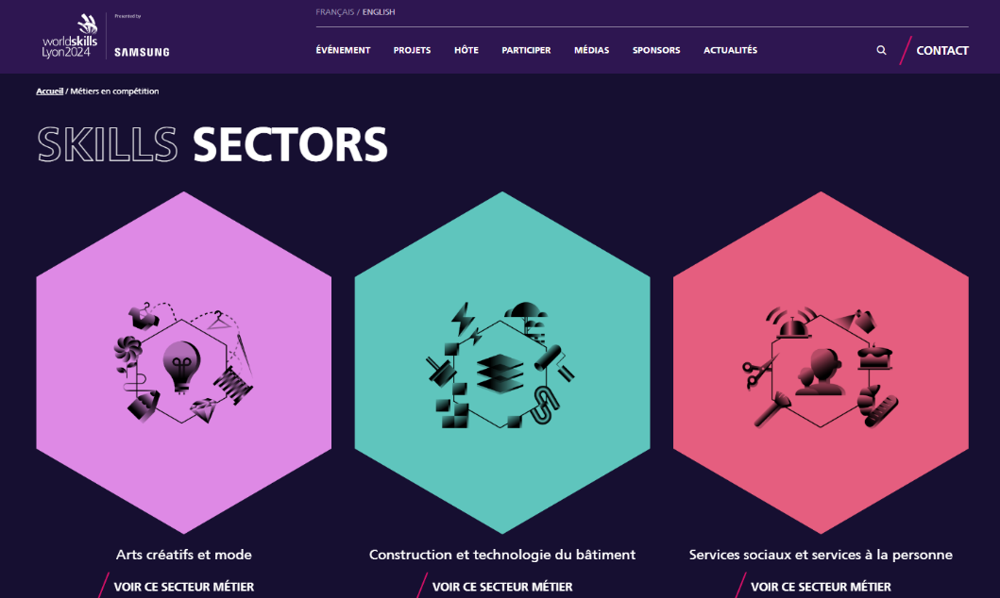 Presented by
worldskills
Lyon2024
SAMSUNG
FRANÇAIS / ENGLISH
ÉVÉNEMENT PROJETS HÔTE PARTICIPER MÉDIAS SPONSORS ACTUALITÉS
CONTACT
Accueil / Métiers en compétition
SKILLS SECTORS
Arts créatifs et mode
VOIR CE SECTEUR MÉTIER
Construction et technologie du bâtiment
VOIR CE SECTEUR MÉTIER
Services sociaux et services à la personne
VOIR CE SECTEUR MÉTIER